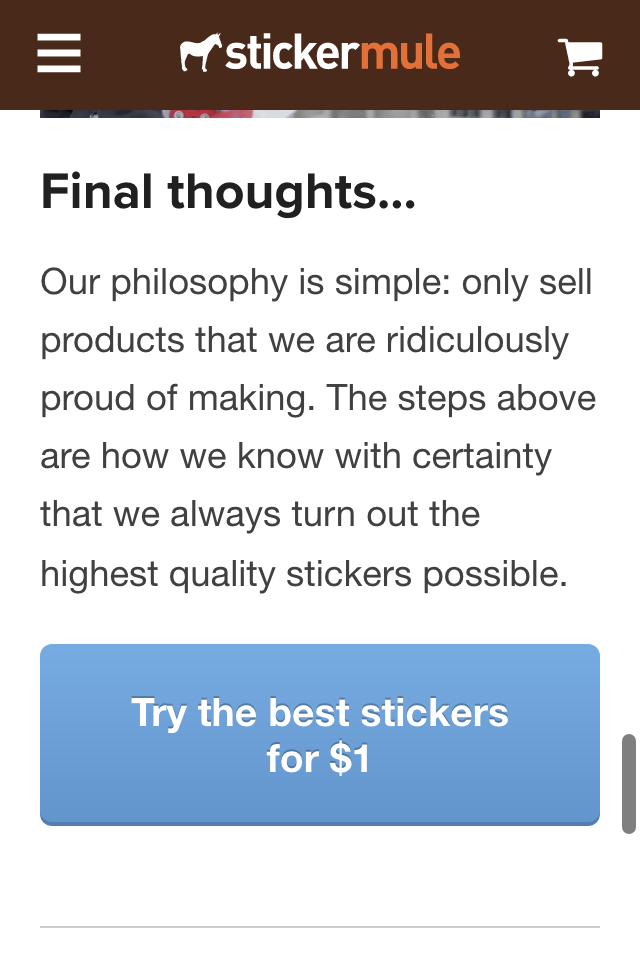 stickermule
Final thoughts...
Our philosophy is simple: only sell
products that we are ridiculously
proud of making. The steps above
are how we know with certainty
that we always turn out the
highest quality stickers possible.
Try the best stickers
for $1